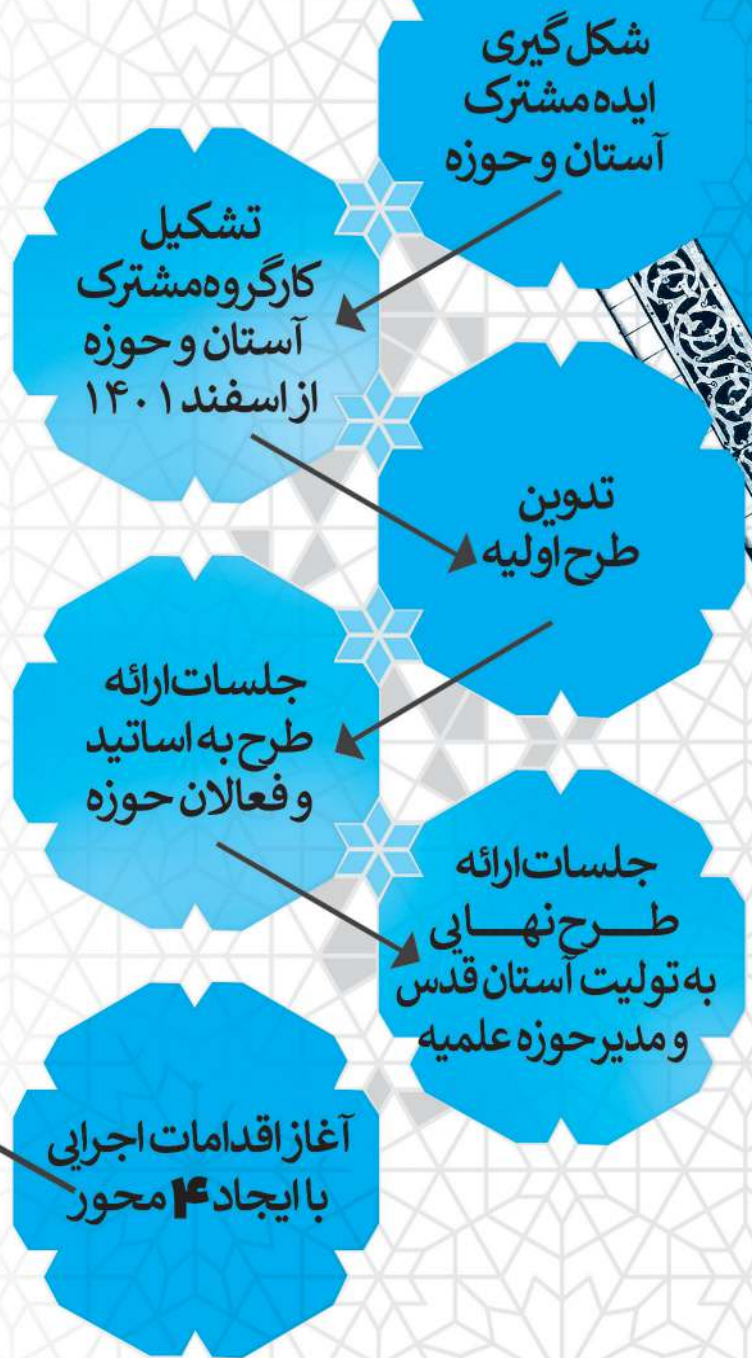 شکل‌گیری
ایده مشترک
آستان و حوزه
تشکیل
کارگروه مشترک
آستان و حوزه
از اسفند ۱۴۰۱
تدوین
طرح اولیه
جلسات ارائه
طرح به اساتید
و فعالان حوزه
جلسات ارائه
طـــرح نهـــایی
به تولیت آستان قدس
و مدیر حوزه علمیه
آغاز اقدامات اجرایی
با ایجاد ۴ محور